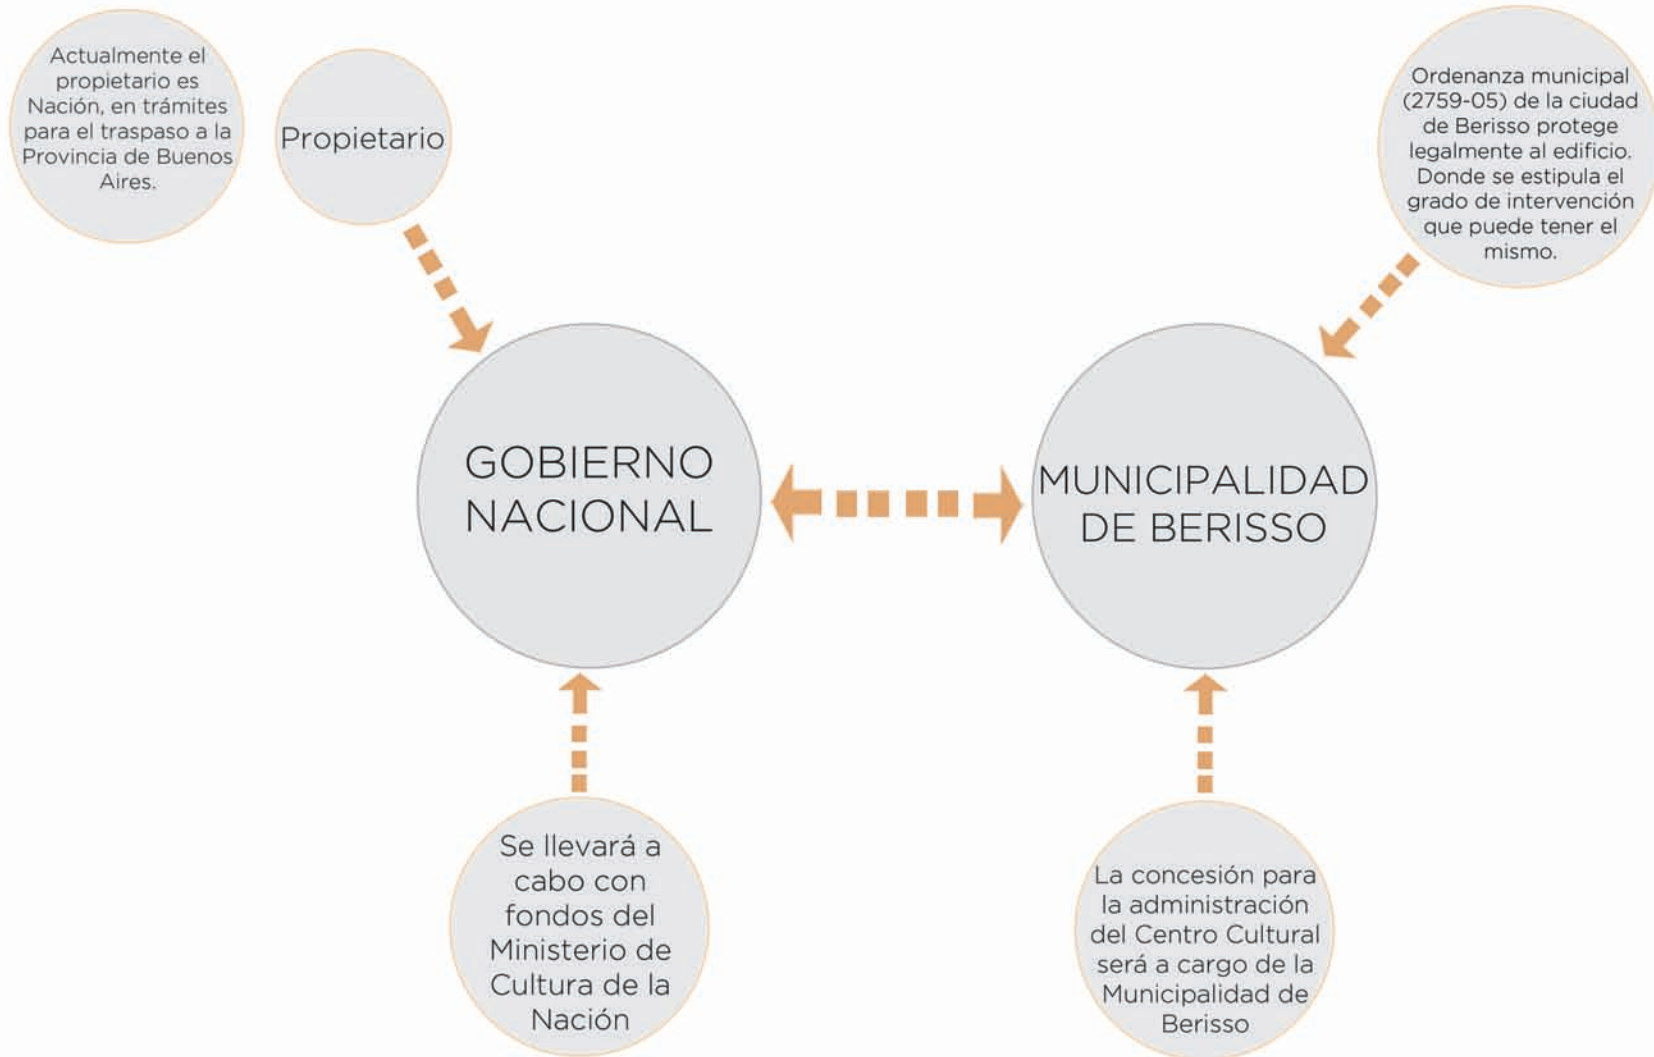 Actualmente el
propietario es
Nación, en trámites
para el traspaso a la
Provincia de Buenos
Aires.
Propietario
Ordenanza municipal
(2759-05) de la ciudad
de Berisso protege
legalmente al edificio.
Donde se estipula el
grado de intervención
que puede tener el
mismo.
GOBIERNO
NACIONAL
MUNICIPALIDAD
DE BERISSO
Se llevará a
cabo con
fondos del
Ministerio de
Cultura de la
Nación
La concesión para
la administración
del Centro Cultural
será a cargo de la
Municipalidad de
Berisso